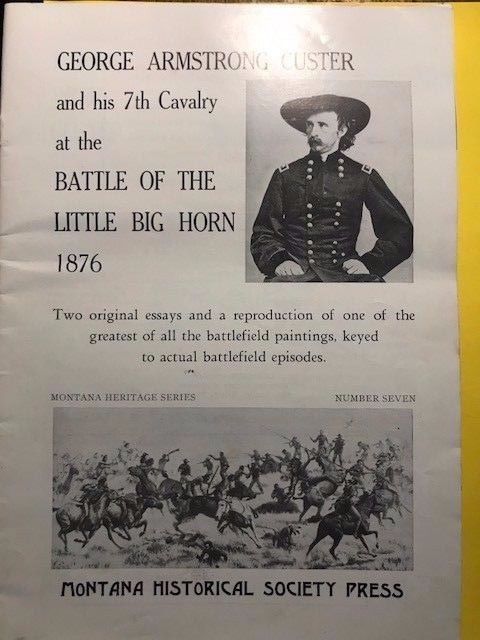 GEORGE ARMSTRONG CUSTER
and his 7th Cavalry
at the
BATTLE OF THE
LITTLE BIG HORN
1876
Two original essays and a reproduction of one of the
greatest of all the battlefield paintings, keyed
to actual battlefield episodes.
MONTANA HERITAGE SERIES NUMBER SEVEN
MONTANA HISTORICAL SOCIETY PRESS